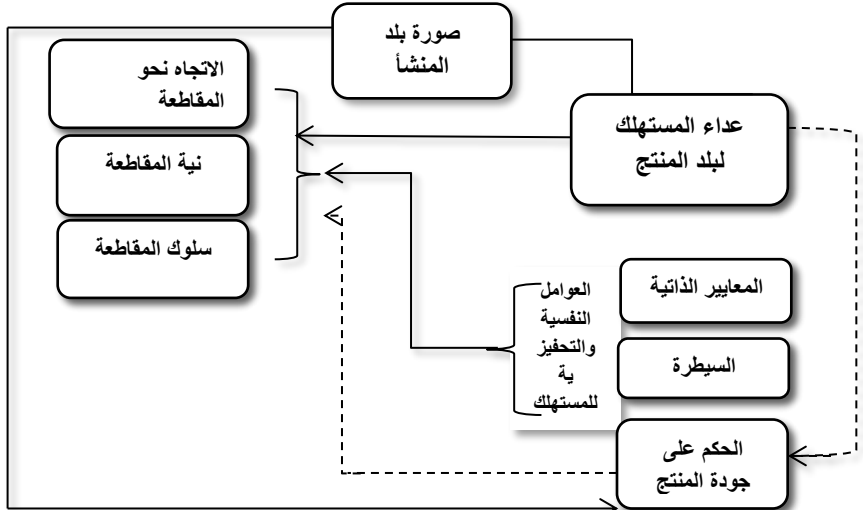 صورة بلد
المنشأ
الاتجاه نحو
المقاطعة
عداء المستهلك
لبلد المنتج
نية المقاطعة
سلوك المقاطعة
المعايير الذاتية
العوامل
النفسية
والتحفيز
ية
للمستهلك
السيطرة
الحكم على
جودة المنتج